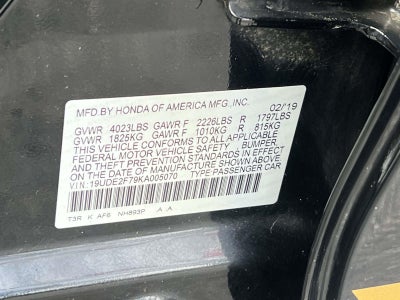 MFD.BY HONDA OF AMERICA MFG.,INC. 02/19
GVWR 4023LBS GAWR F 2226LBS R 1797LBS
GVWR 1825KG GAWR F 1010KG R 815KG
THIS VEHICLE CONFORMS TO ALL APPLICABLE
FEDERAL MOTOR VEHICLE SAFETY BUMPER,
AND THEFT PREVENTION STANDARDS IN EFFECT
ON THE DATE OF MANUFACTURE SHOWN ABOVE.
VIN:19UDE2F79KA005070 TYPE:PASSENGER CAR
T3R K AF6 NH893P A A